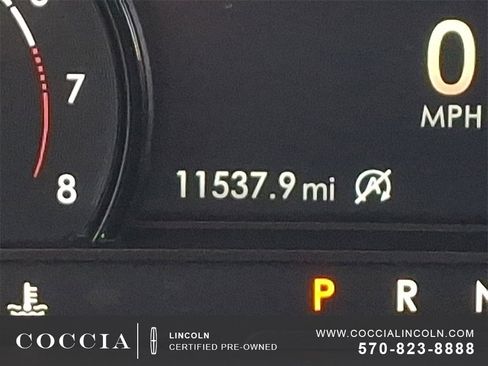 0
7
MPH
8
11537.9 mi
P R N
COCCIA
LINCOLN
CERTIFIED PRE-OWNED
WWW.COCCIALINCOLN.COM
570-823-8888